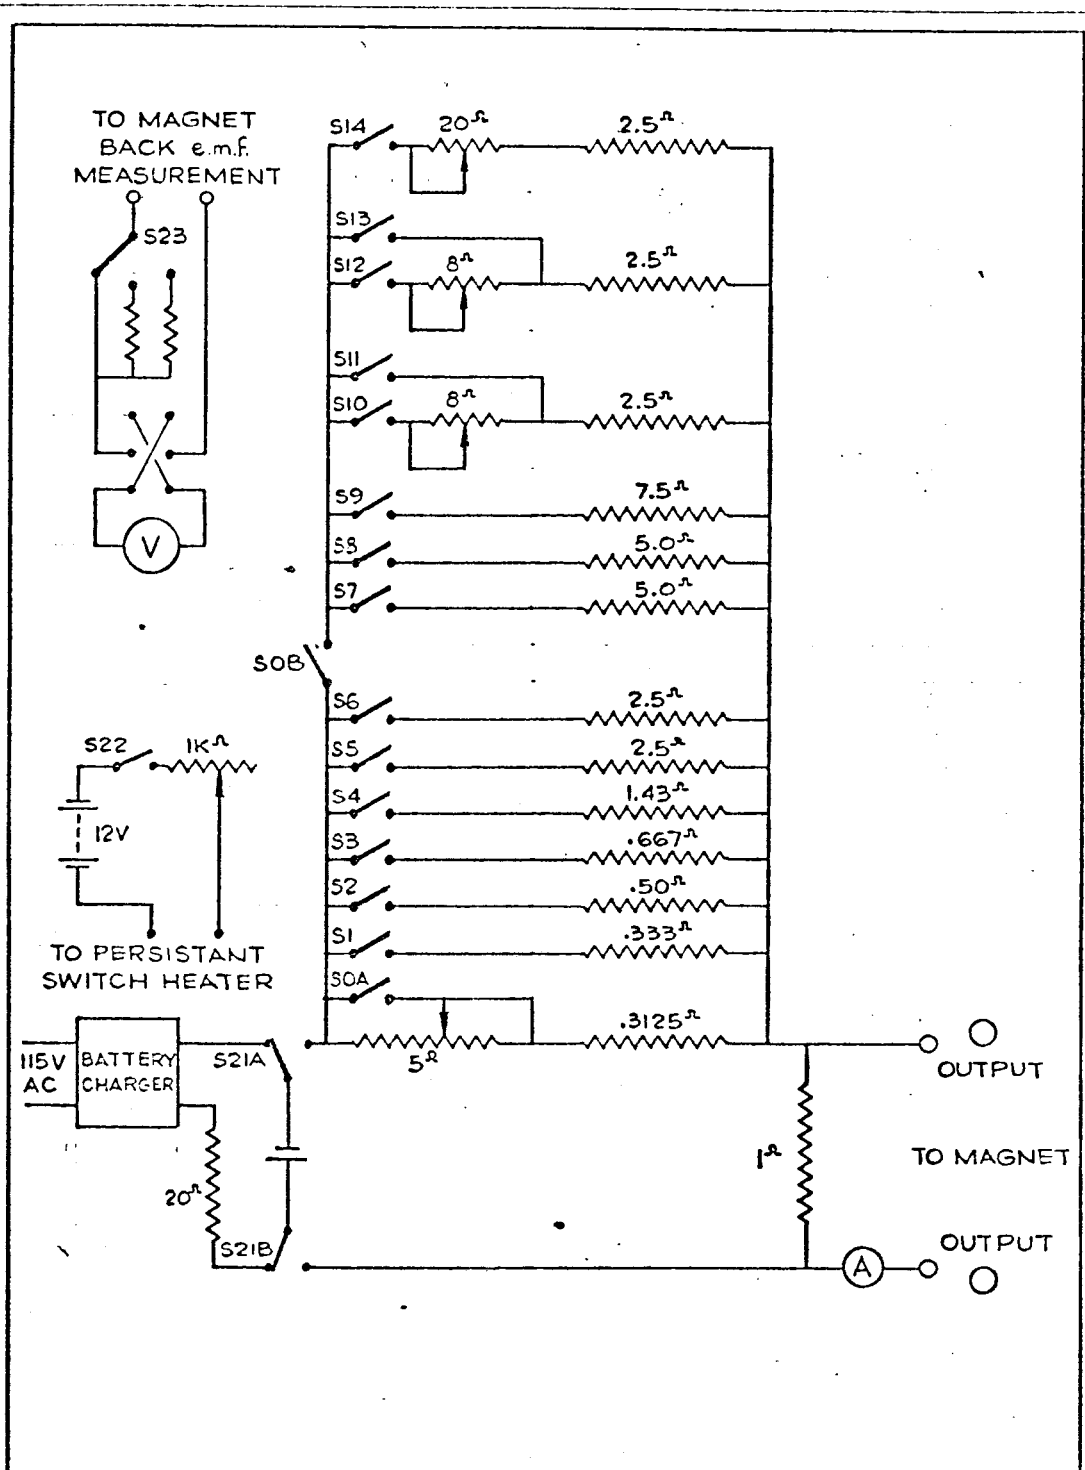 TO MAGNET
BACK e.m.f.
MEASUREMENT
S23
V
S14
20Ω
2.5Ω
S13
S12
8Ω
2.5Ω
S11
S10
8Ω
2.5Ω
S9
7.5Ω
S8
5.0Ω
S7
5.0Ω
S0B
S6
2.5Ω
S5
2.5Ω
S4
1.43Ω
S3
.667Ω
S2
.50Ω
S1
.333Ω
S0A
5Ω
.3125Ω
S22
1KΩ
12V
TO PERSISTANT
SWITCH HEATER
115V
AC
BATTERY
CHARGER
S21A
20Ω
S21B
1Ω
OUTPUT
TO MAGNET
OUTPUT
A